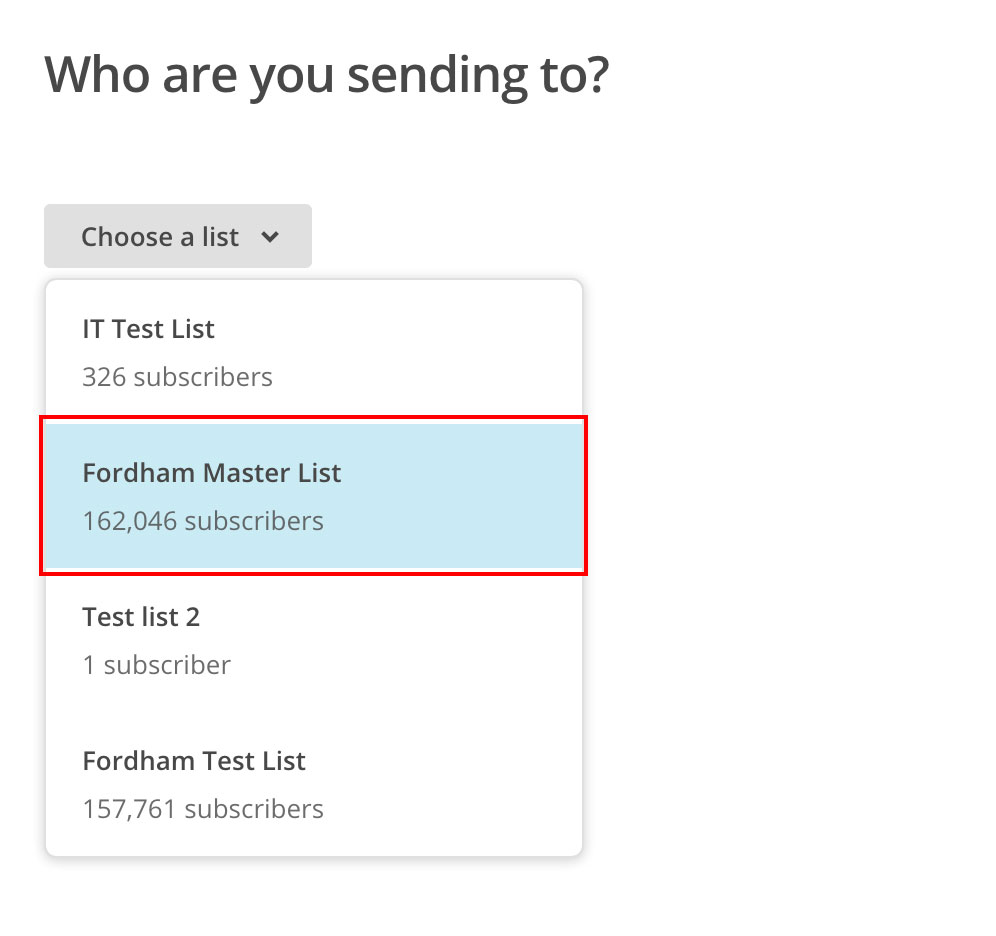 Who are you sending to?
Choose a list
IT Test List
326 subscribers
Fordham Master List
162,046 subscribers
Test list 2
1 subscriber
Fordham Test List
157,761 subscribers